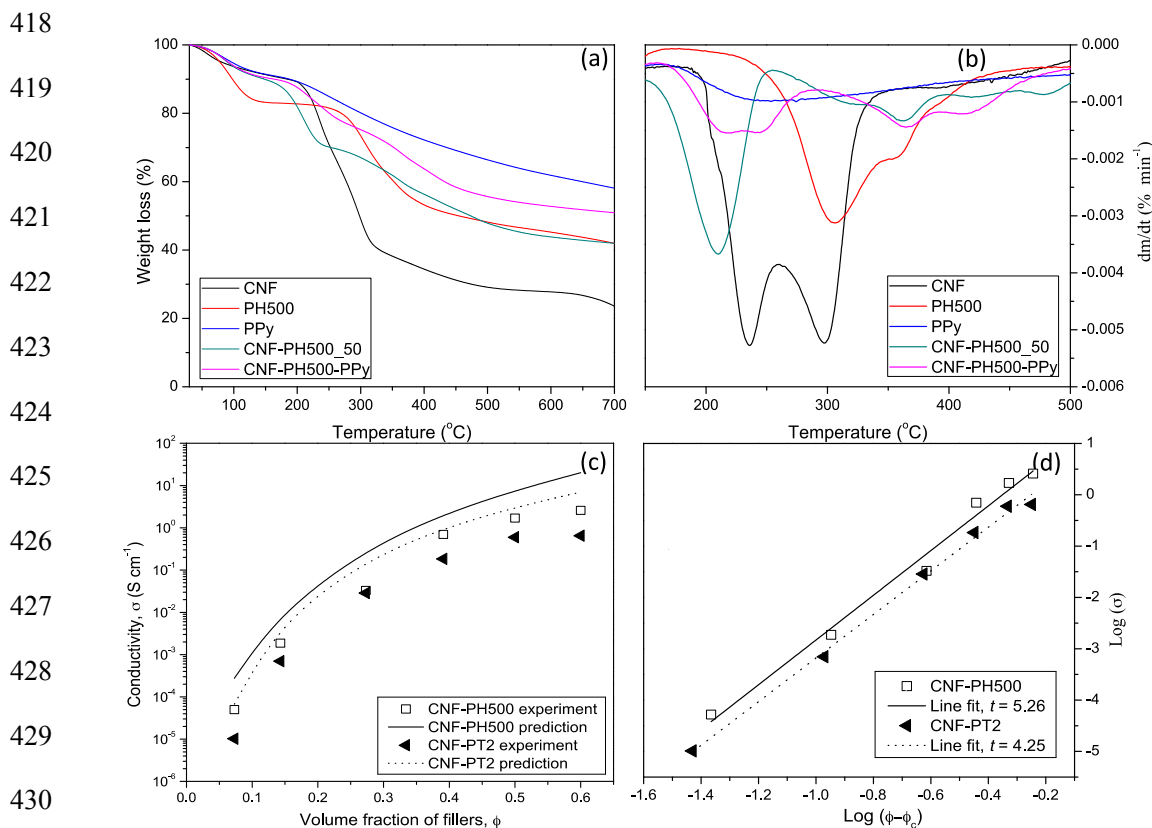 418
419
420
421
422
423
424
425
426
427
428
429
430
(a)
100
80
60
40
20
0
Weight loss (%)
CNF
PH500
PPy
CNF-PH500_50
CNF-PH500-PPy
100 200 300 400 500 600 700
Temperature (°C)
(b)
0.000
-0.001
-0.002
-0.003
-0.004
-0.005
-0.006
dm/dt (% min⁻¹)
CNF
PH500
PPy
CNF-PH500_50
CNF-PH500-PPy
200 300 400 500
Temperature (°C)
(c)
10²
10¹
10⁰
10⁻¹
10⁻²
10⁻³
10⁻⁴
10⁻⁵
10⁻⁶
Conductivity, σ (S cm⁻¹)
CNF-PH500 experiment
CNF-PH500 prediction
CNF-PT2 experiment
CNF-PT2 prediction
0.0 0.1 0.2 0.3 0.4 0.5 0.6
Volume fraction of fillers, ϕ
(d)
1
0
-1
-2
-3
-4
-5
Log (σ)
CNF-PH500
Line fit, t = 5.26
CNF-PT2
Line fit, t = 4.25
-1.6 -1.4 -1.2 -1.0 -0.8 -0.6 -0.4 -0.2
Log (ϕ-ϕc)